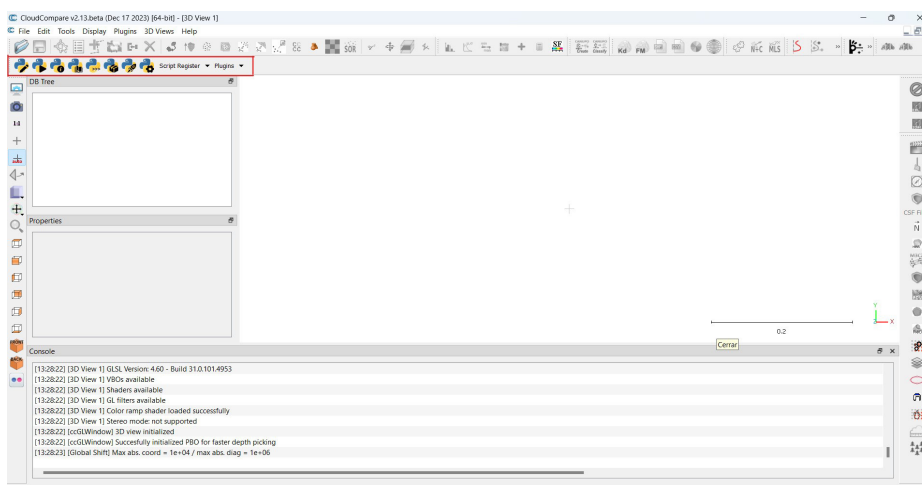 CloudCompare v2.13.beta (Dec 17 2023) [64-bit] - [3D View 1]
File Edit Tools Display Plugins 3D Views Help
SOR SF Kd FM N+C MLS
Script Register Plugins
DB Tree
1:1
Properties
CSF Fi
N
Y
Z X
0.2
Cerrar
FRONT
BACK
Console
[13:28:22] [3D View 1] GLSL Version: 4.60 - Build 31.0.101.4953
[13:28:22] [3D View 1] VBOs available
[13:28:22] [3D View 1] Shaders available
[13:28:22] [3D View 1] GL filters available
[13:28:22] [3D View 1] Color ramp shader loaded successfully
[13:28:22] [3D View 1] Stereo mode: not supported
[13:28:22] [ccGLWindow] 3D view initialized
[13:28:22] [ccGLWindow] Succesfully initialized PBO for faster depth picking
[13:28:23] [Global Shift] Max abs. coord = 1e+04 / max abs. diag = 1e+06